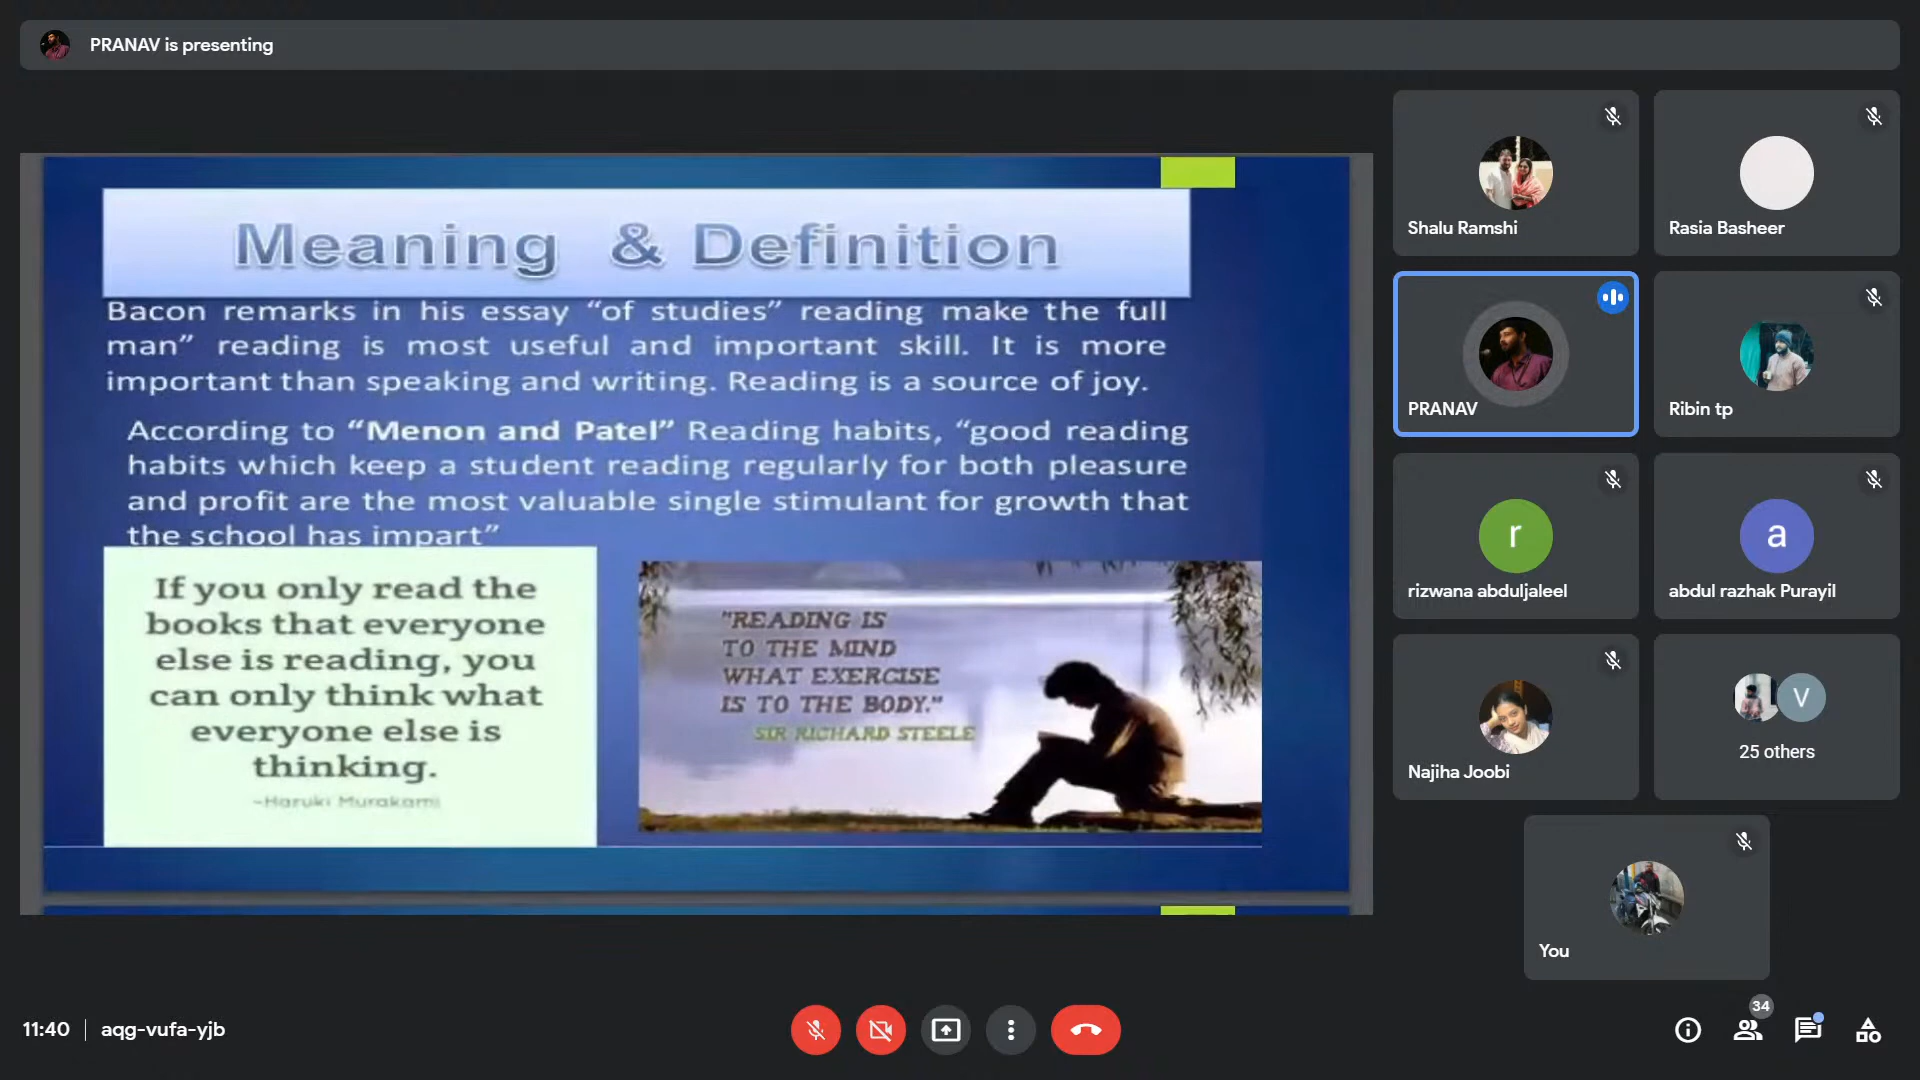 PRANAV is presenting
Meaning & Definition
Bacon remarks in his essay “of studies” reading make the full
man” reading is most useful and important skill. It is more
important than speaking and writing. Reading is a source of joy.
According to “Menon and Patel” Reading habits, “good reading
habits which keep a student reading regularly for both pleasure
and profit are the most valuable single stimulant for growth that
the school has impart”
If you only read the
books that everyone
else is reading, you
can only think what
everyone else is
thinking.
~Haruki Murakami
"READING IS
TO THE MIND
WHAT EXERCISE
IS TO THE BODY."
SIR RICHARD STEELE
Shalu Ramshi
Rasia Basheer
PRANAV
Ribin tp
r
rizwana abduljaleel
a
abdul razhak Purayil
Najiha Joobi
V
25 others
You
11:40 | aqg-vufa-yjb
34